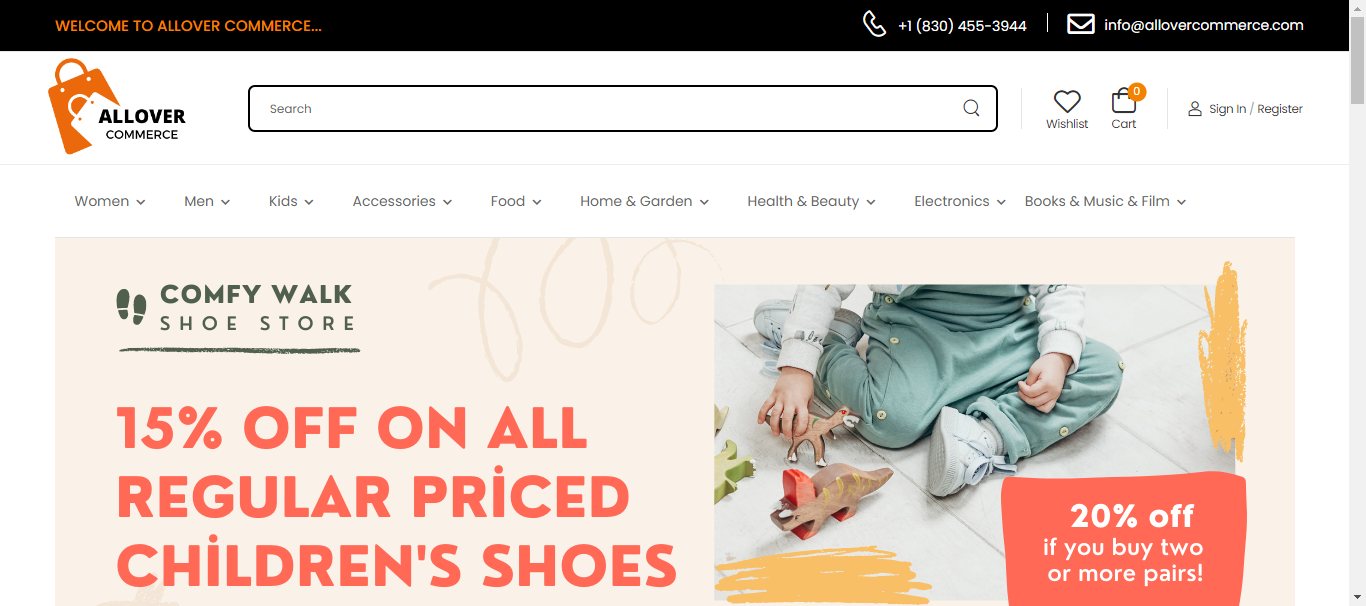 WELCOME TO ALLOVER COMMERCE...
+1 (830) 455-3944
info@allovercommerce.com
ALLOVER
COMMERCE
Search
Wishlist
0
Cart
Sign In / Register
Women
Men
Kids
Accessories
Food
Home & Garden
Health & Beauty
Electronics
Books & Music & Film
COMFY WALK
SHOE STORE
15% OFF ON ALL
REGULAR PRİCED
CHİLDREN'S SHOES
20% off
if you buy two
or more pairs!